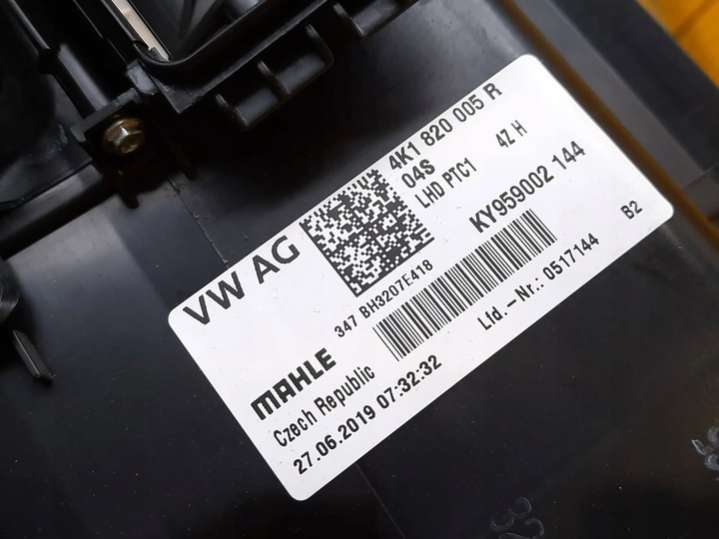 VW AG
4K1 820 005 R
04S
LHD PTC1 4Z H
347 BH3207E418
KY959002 144
MAHLE
Czech Republic
Lfd.-Nr.: 0517144
B2
27.06.2019 07:32:32